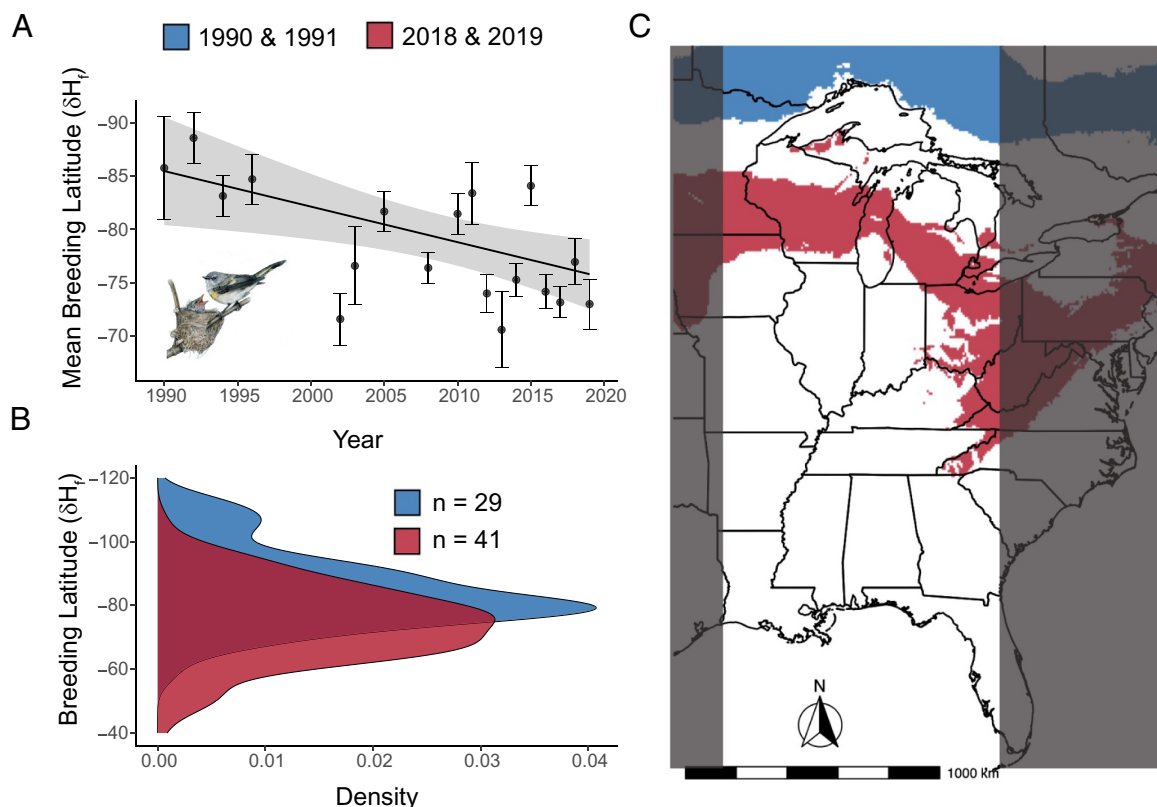 A
1990 & 1991
2018 & 2019
Mean Breeding Latitude (δHf)
−90
−85
−80
−75
−70
1990 1995 2000 2005 2010 2015 2020
Year
B
Breeding Latitude (δHf)
−120
−100
−80
−60
−40
n = 29
n = 41
0.00 0.01 0.02 0.03 0.04
Density
C
N
1000 km